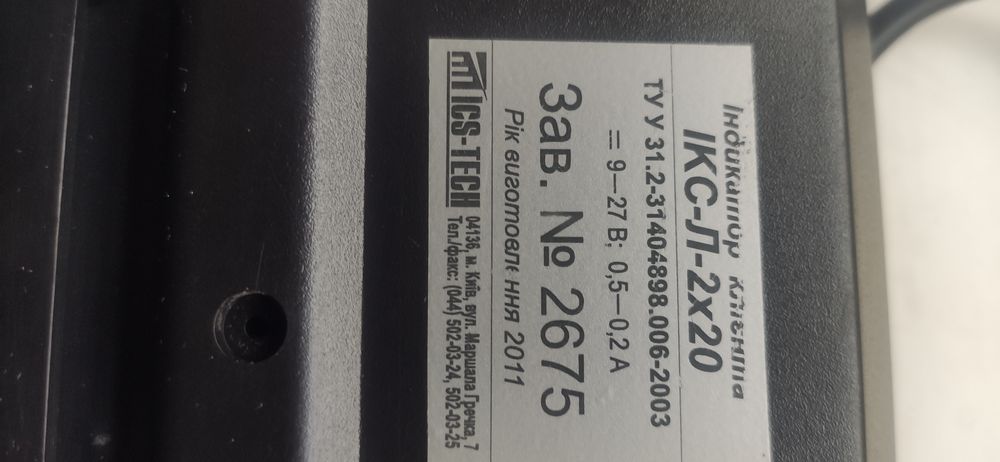 Індикатор клієнта
ІКС-Л-2х20
ТУ У 31.2-31404898.006-2003
= 9—27 В; 0,5—0,2 А
Зав. № 2675
Рік виготовлення 2011
ICS-TECH
04136, м. Київ, вул. Маршала Гречка, 7
Тел./факс: (044) 502-03-24, 502-03-25